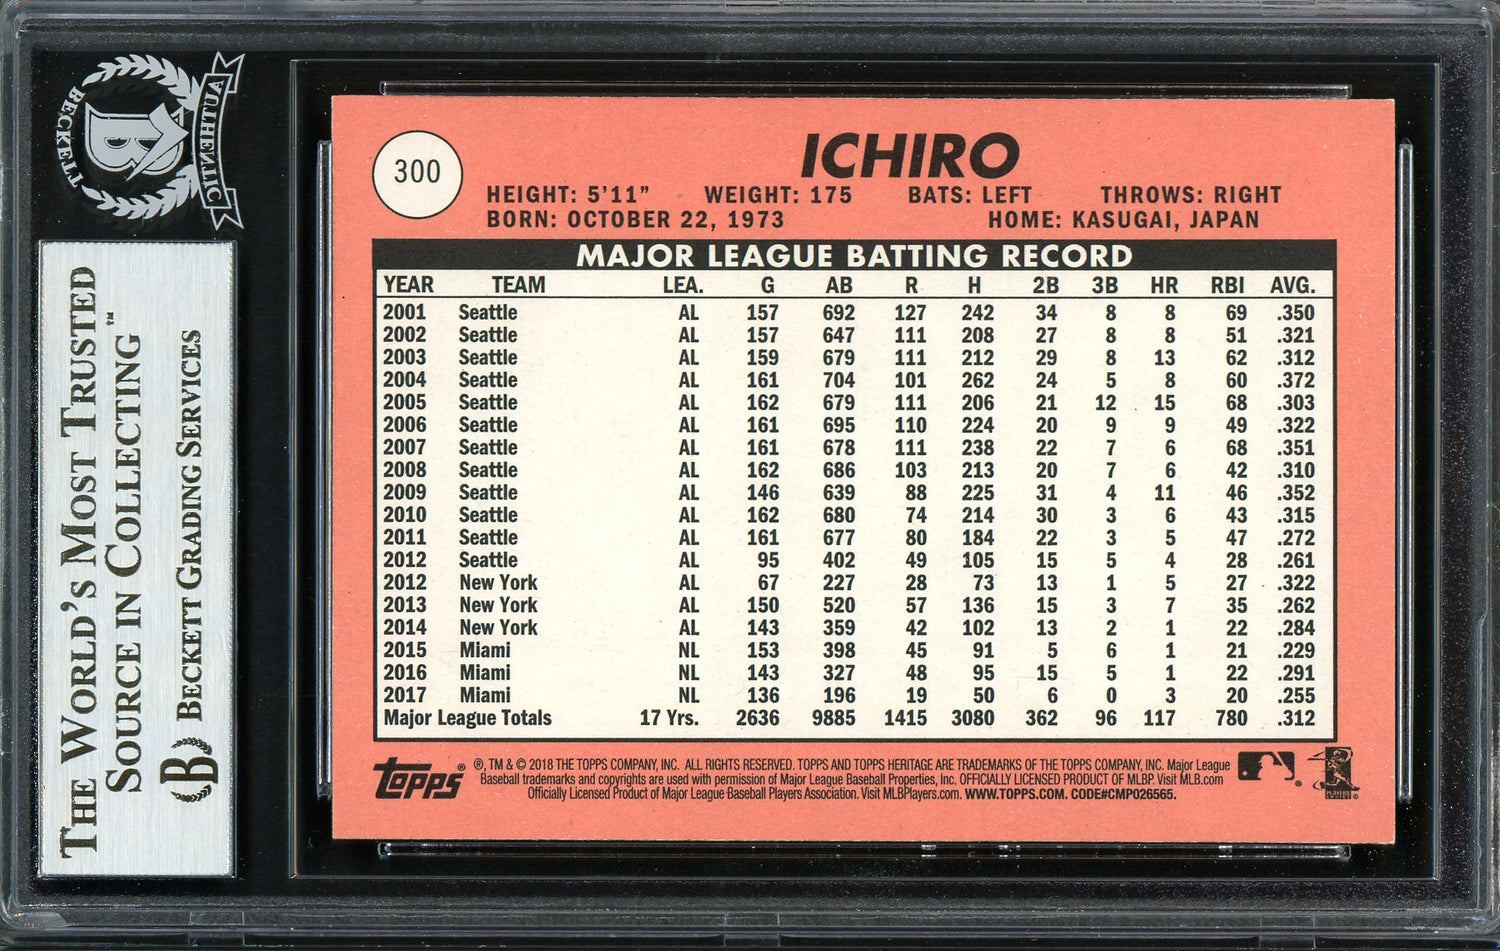 BECKETT
AUTHENTIC
B
THE WORLD'S MOST TRUSTED
SOURCE IN COLLECTING™
B BECKETT GRADING SERVICES
300
ICHIRO
HEIGHT: 5'11" WEIGHT: 175 BATS: LEFT THROWS: RIGHT
BORN: OCTOBER 22, 1973 HOME: KASUGAI, JAPAN
MAJOR LEAGUE BATTING RECORD
YEAR TEAM LEA. G AB R H 2B 3B HR RBI AVG.
2001 Seattle AL 157 692 127 242 34 8 8 69 .350
2002 Seattle AL 157 647 111 208 27 8 8 51 .321
2003 Seattle AL 159 679 111 212 29 8 13 62 .312
2004 Seattle AL 161 704 101 262 24 5 8 60 .372
2005 Seattle AL 162 679 111 206 21 12 15 68 .303
2006 Seattle AL 161 695 110 224 20 9 9 49 .322
2007 Seattle AL 161 678 111 238 22 7 6 68 .351
2008 Seattle AL 162 686 103 213 20 7 6 42 .310
2009 Seattle AL 146 639 88 225 31 4 11 46 .352
2010 Seattle AL 162 680 74 214 30 3 6 43 .315
2011 Seattle AL 161 677 80 184 22 3 5 47 .272
2012 Seattle AL 95 402 49 105 15 5 4 28 .261
2012 New York AL 67 227 28 73 13 1 5 27 .322
2013 New York AL 150 520 57 136 15 3 7 35 .262
2014 New York AL 143 359 42 102 13 2 1 22 .284
2015 Miami NL 153 398 45 91 5 6 1 21 .229
2016 Miami NL 143 327 48 95 15 5 1 22 .291
2017 Miami NL 136 196 19 50 6 0 3 20 .255
Major League Totals 17 Yrs. 2636 9885 1415 3080 362 96 117 780 .312
topps® ®, TM & © 2018 THE TOPPS COMPANY, INC. ALL RIGHTS RESERVED. TOPPS AND TOPPS HERITAGE ARE TRADEMARKS OF THE TOPPS COMPANY, INC. Major League
Baseball trademarks and copyrights are used with permission of Major League Baseball Properties, Inc. OFFICIALLY LICENSED PRODUCT OF MLBP. Visit MLB.com
Officially Licensed Product of Major League Baseball Players Association. Visit MLBPlayers.com. WWW.TOPPS.COM. CODE#CMP026565.